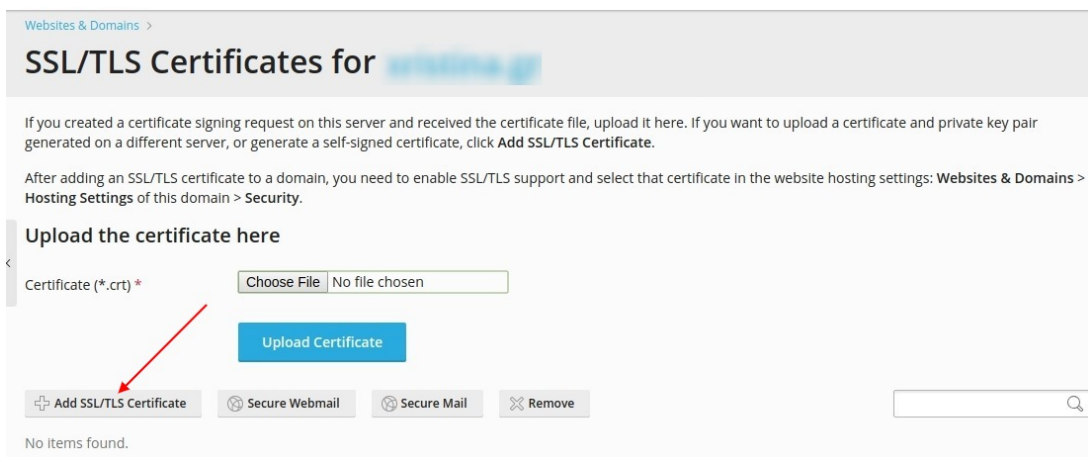 Websites & Domains >
SSL/TLS Certificates for
If you created a certificate signing request on this server and received the certificate file, upload it here. If you want to upload a certificate and private key pair
generated on a different server, or generate a self-signed certificate, click Add SSL/TLS Certificate.
After adding an SSL/TLS certificate to a domain, you need to enable SSL/TLS support and select that certificate in the website hosting settings: Websites & Domains >
Hosting Settings of this domain > Security.
Upload the certificate here
Certificate (*.crt) *
Choose File No file chosen
Upload Certificate
Add SSL/TLS Certificate Secure Webmail Secure Mail Remove
No items found.